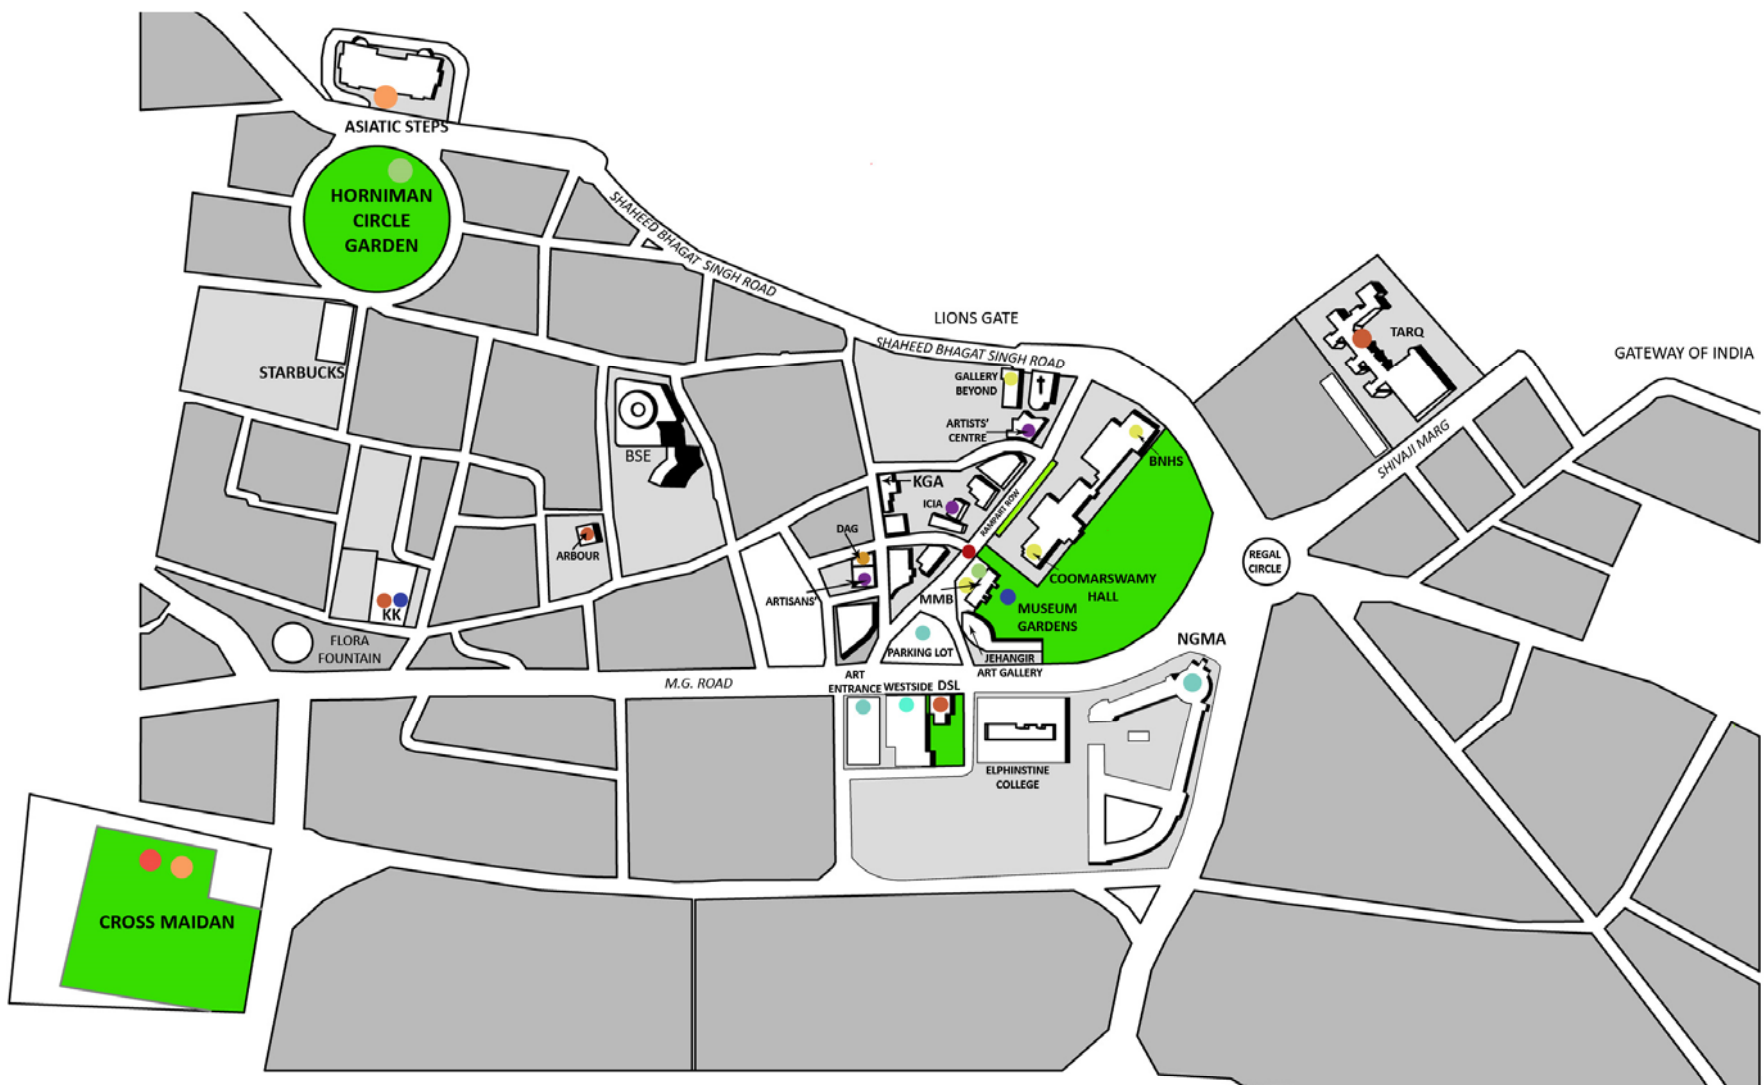 ASIATIC STEPS
HORNIMAN
CIRCLE
GARDEN
SHAHEED BHAGAT SINGH ROAD
LIONS GATE
SHAHEED BHAGAT SINGH ROAD
TARQ
GATEWAY OF INDIA
STARBUCKS
GALLERY
BEYOND
ARTISTS'
CENTRE
SHIVAJI MARG
BSE
BNHS
KGA
ICIA
RAMPART ROW
DAG
ARBOUR
REGAL
CIRCLE
COOMARSWAMY
HALL
ARTISANS'
MMB
MUSEUM
GARDENS
KK
FLORA
FOUNTAIN
NGMA
PARKING LOT
JEHANGIR
ART GALLERY
M.G. ROAD
ART
ENTRANCE
WESTSIDE
DSL
ELPHINSTINE
COLLEGE
CROSS MAIDAN